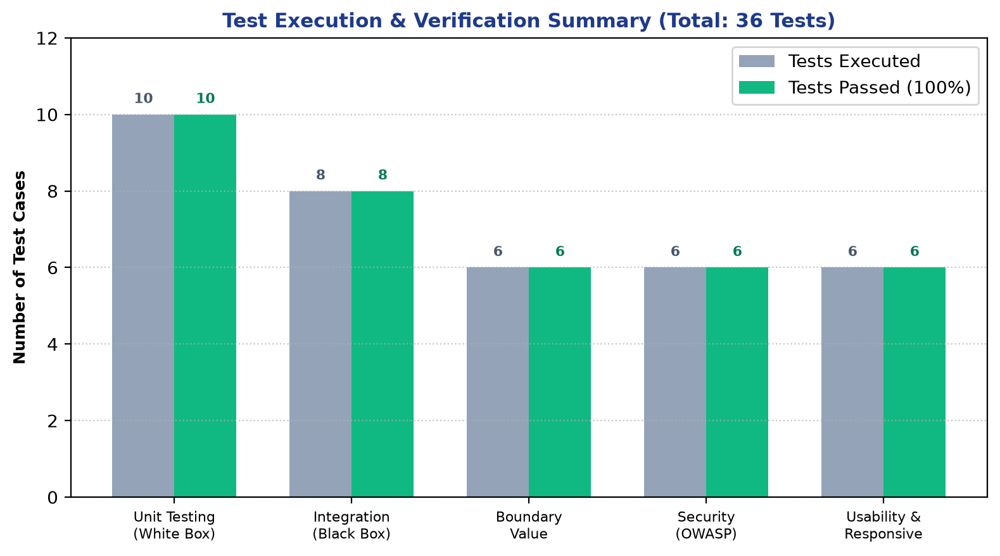 Test Execution & Verification Summary (Total: 36 Tests)
Tests Executed
Tests Passed (100%)
Number of Test Cases
12
10
8
6
4
2
0
10
10
8
8
6
6
6
6
6
6
Unit Testing
(White Box)
Integration
(Black Box)
Boundary
Value
Security
(OWASP)
Usability &
Responsive